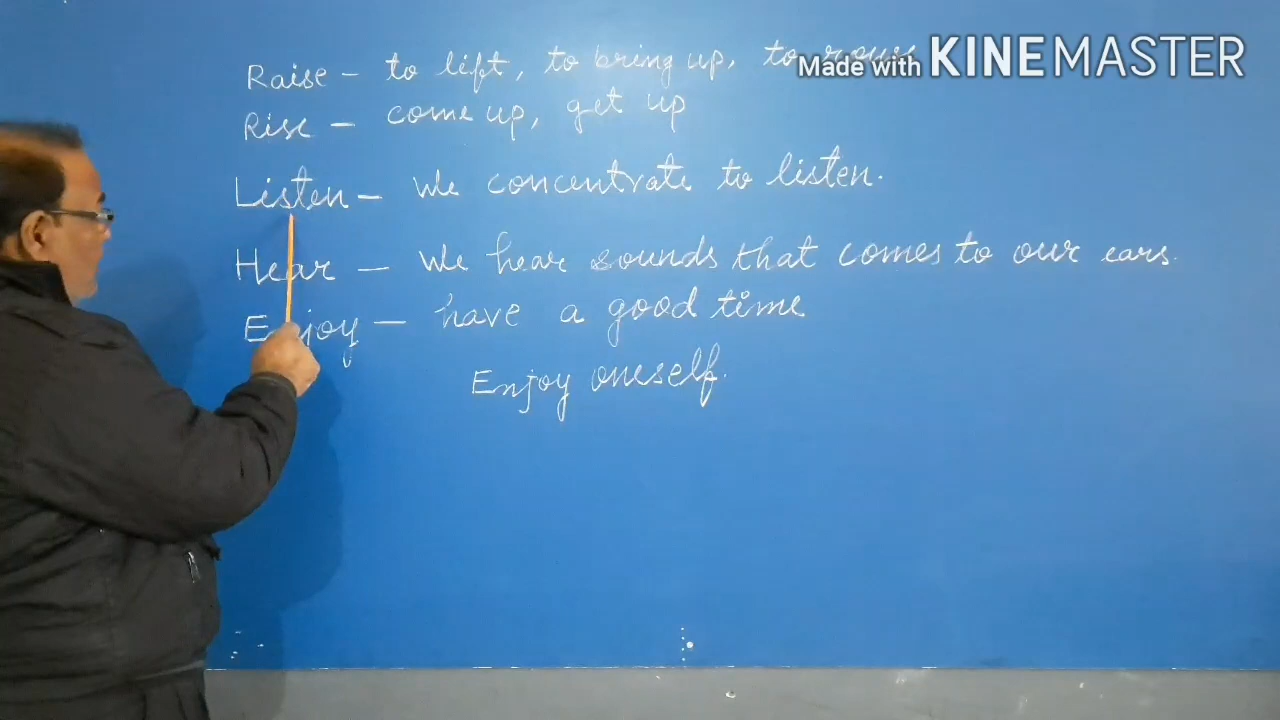 Raise - to lift, to bring up, to rouse
Made with KINEMASTER
Rise - come up, get up
Listen - We concentrate to listen.
Hear - We hear sounds that comes to our ears.
Enjoy - have a good time
Enjoy oneself.